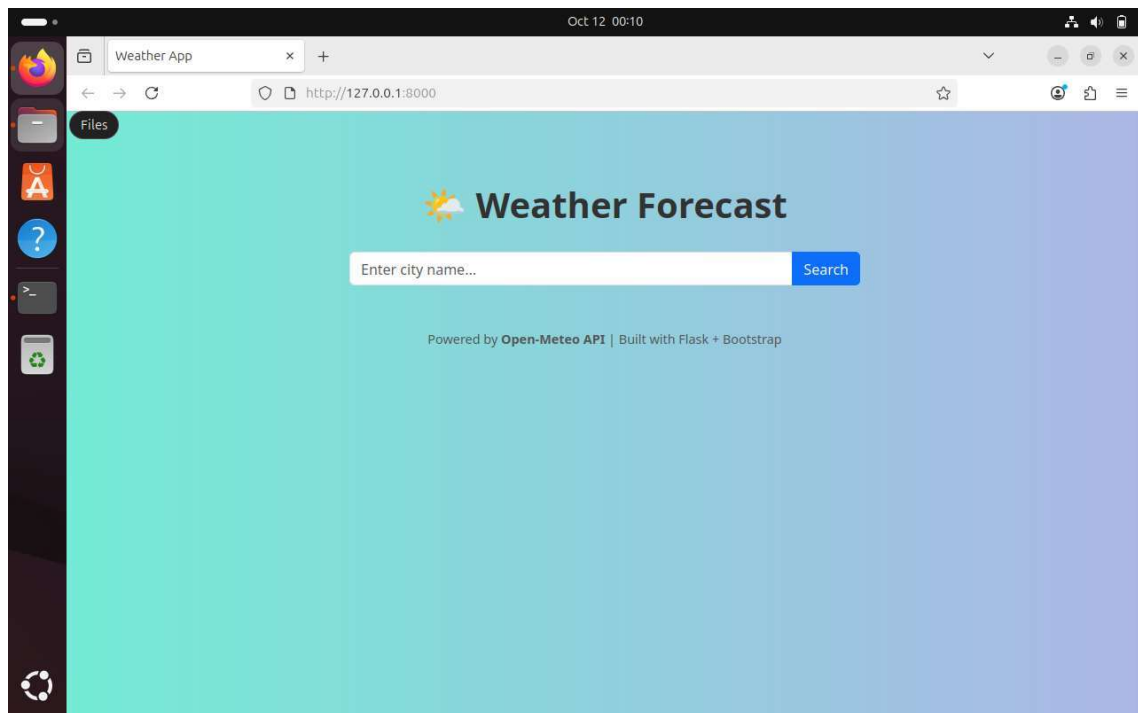 Oct 12 00:10
Weather App
http://127.0.0.1:8000
Files
Weather Forecast
Enter city name...
Search
Powered by Open-Meteo API | Built with Flask + Bootstrap